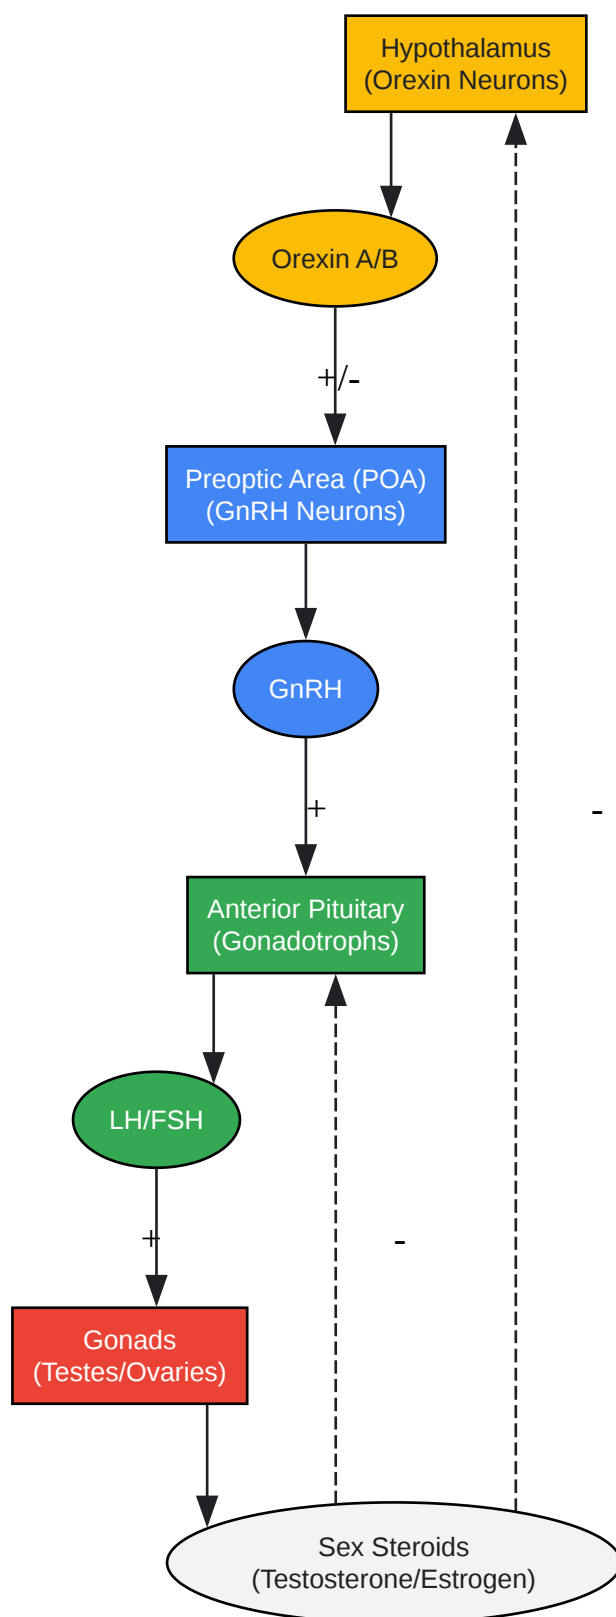 Hypothalamus
(Orexin Neurons)
Orexin A/B
+/-
Preoptic Area (POA)
(GnRH Neurons)
GnRH
+
-
Anterior Pituitary
(Gonadotrophs)
LH/FSH
+
-
Gonads
(Testes/Ovaries)
Sex Steroids
(Testosterone/Estrogen)